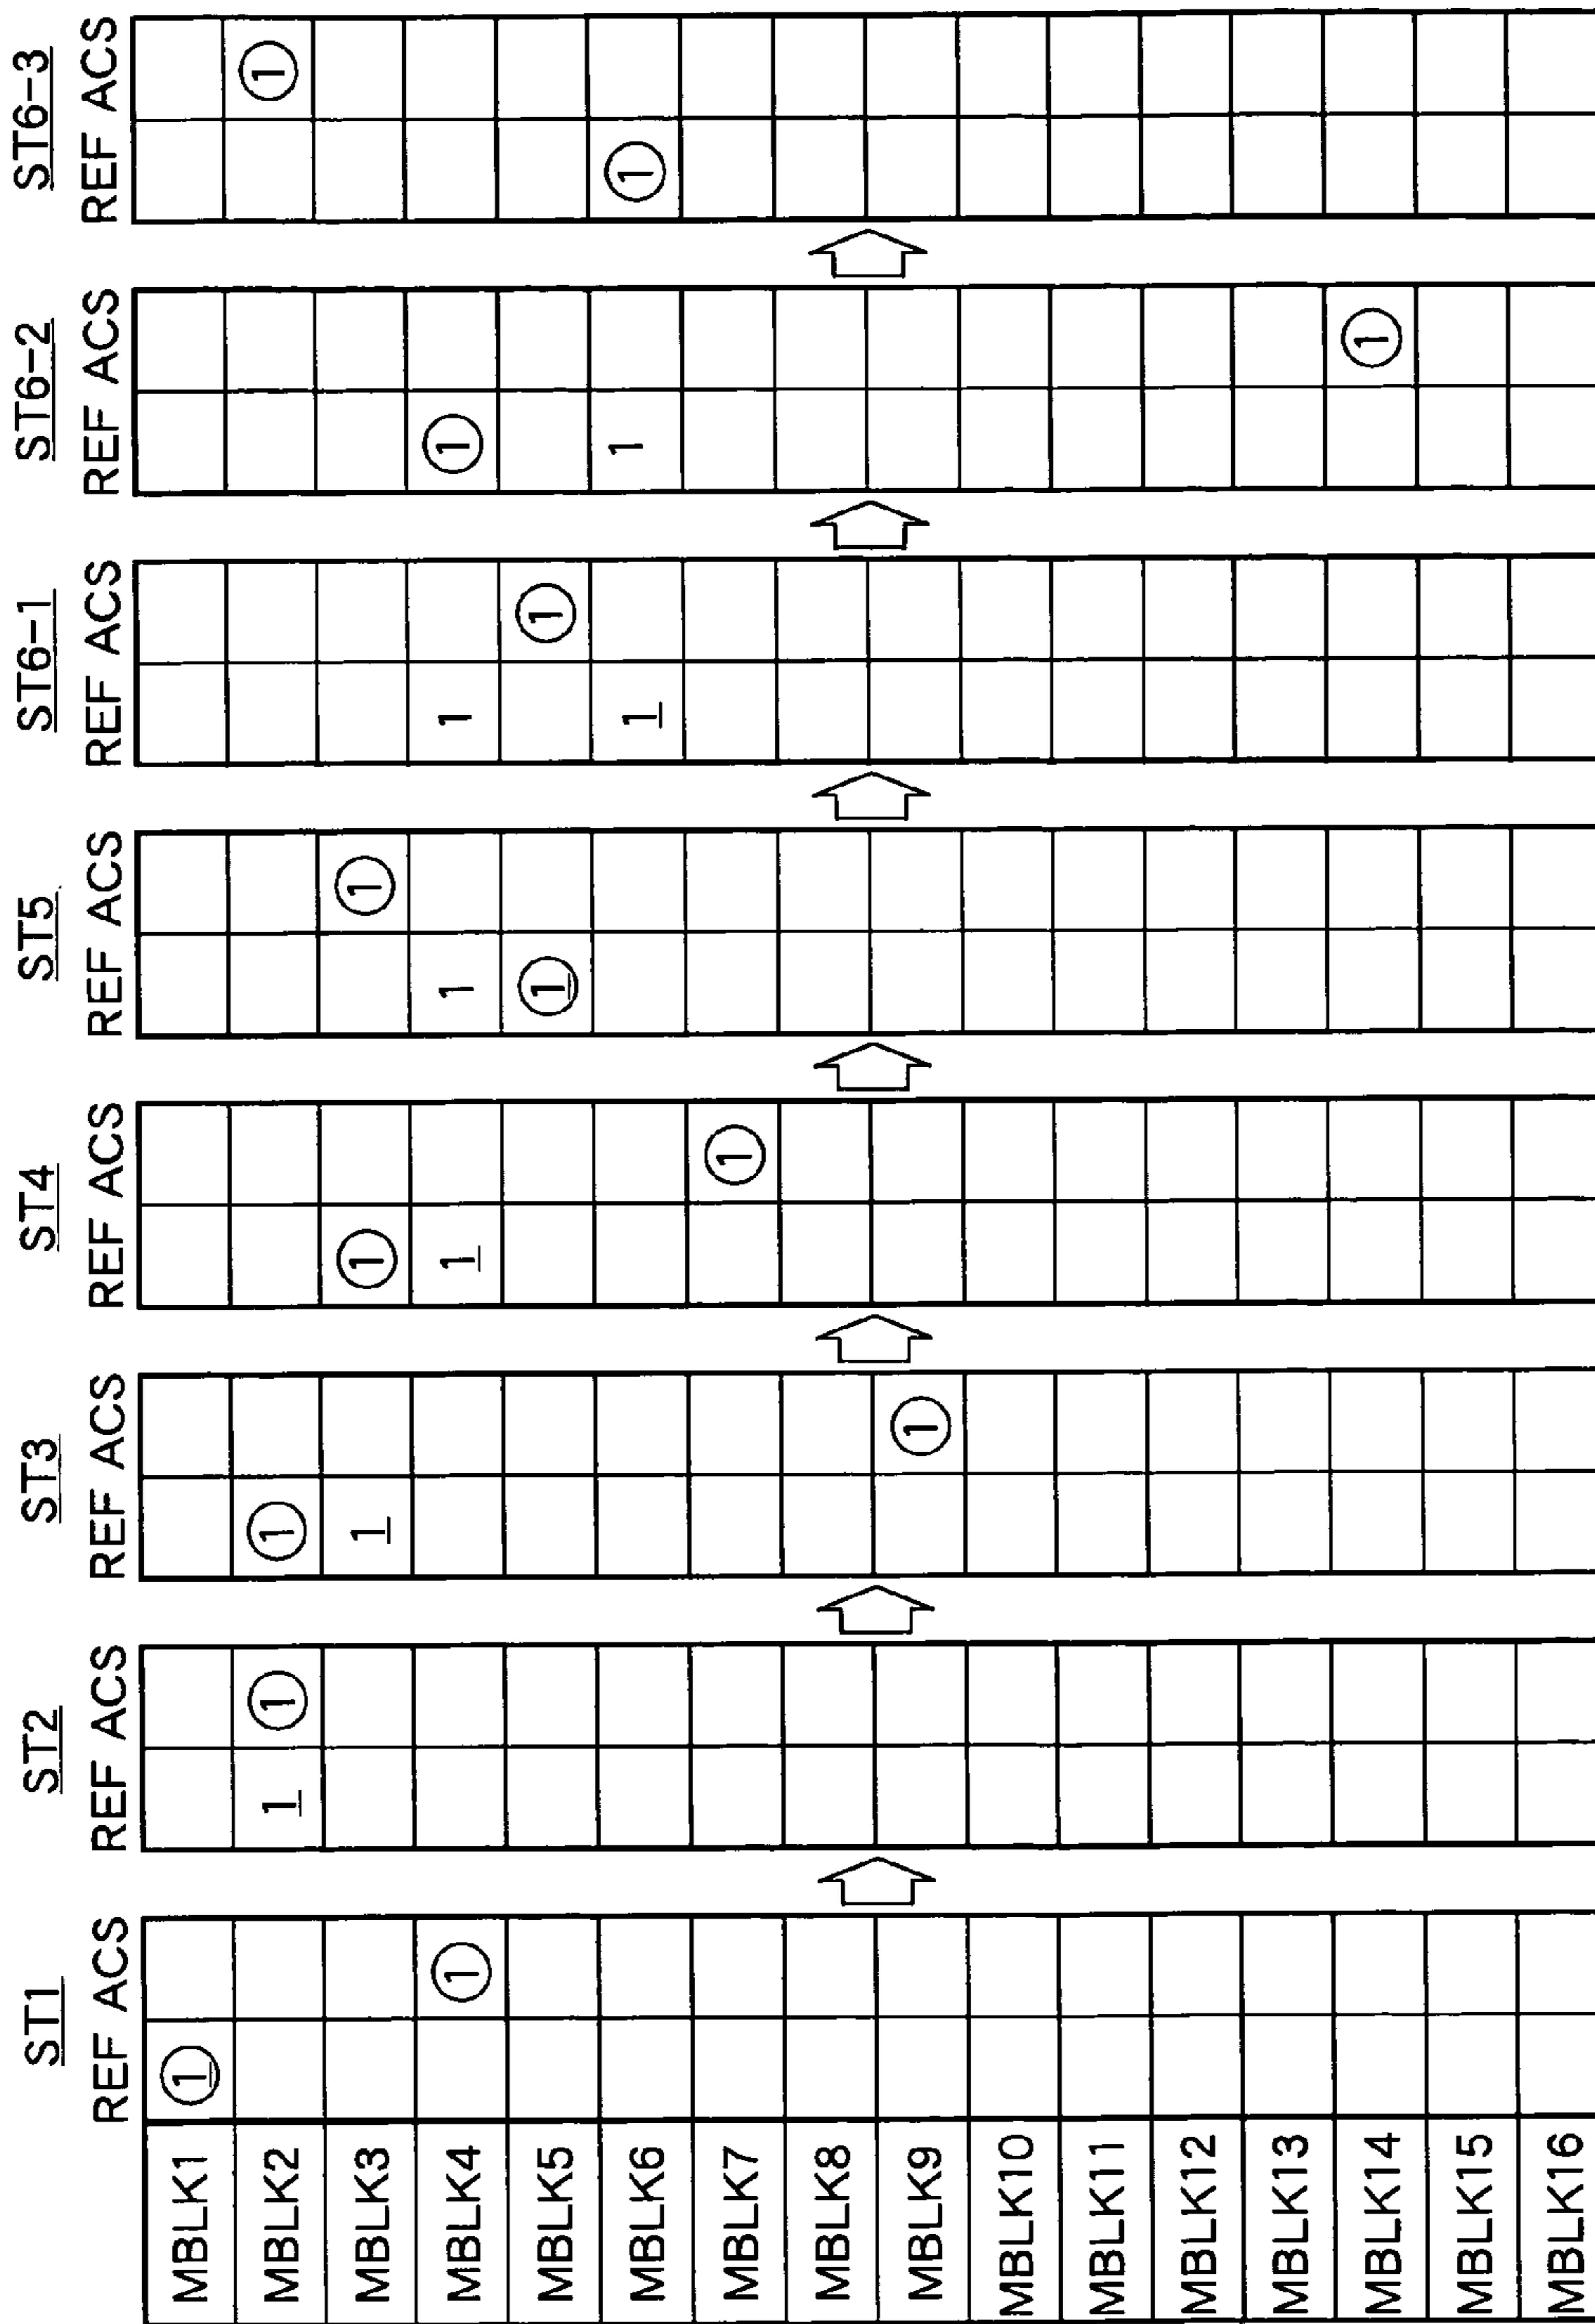 ST1 ST2 ST3 ST4 ST5 ST6-1 ST6-2 ST6-3
REF ACS REF ACS REF ACS REF ACS REF ACS REF ACS REF ACS REF ACS
MBLK1 ①
MBLK2 1 ① ① ①
MBLK3 1 ① ①
MBLK4 ① 1 1 1 ①
MBLK5 ① ①
MBLK6 1 1 ①
MBLK7 ①
MBLK8
MBLK9 ①
MBLK10
MBLK11
MBLK12
MBLK13
MBLK14 ①
MBLK15
MBLK16